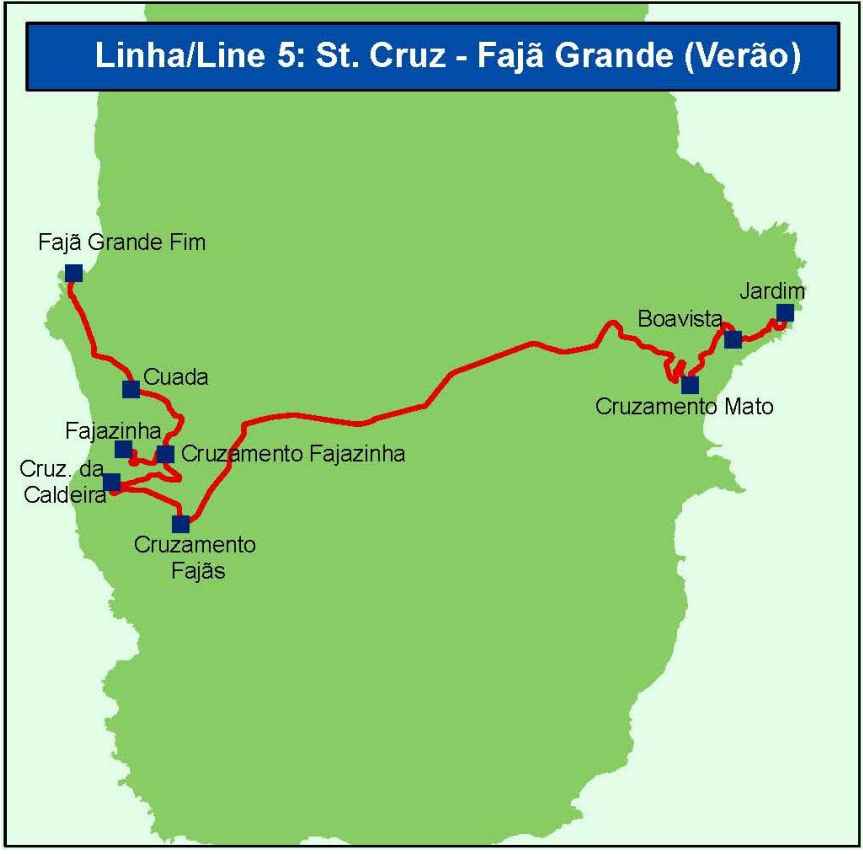 Linha/Line 5: St. Cruz - Fajã Grande (Verão)
Fajã Grande Fim
Jardim
Boavista
Cuada
Cruzamento Mato
Fajazinha
Cruzamento Fajazinha
Cruz. da
Caldeira
Cruzamento
Fajãs